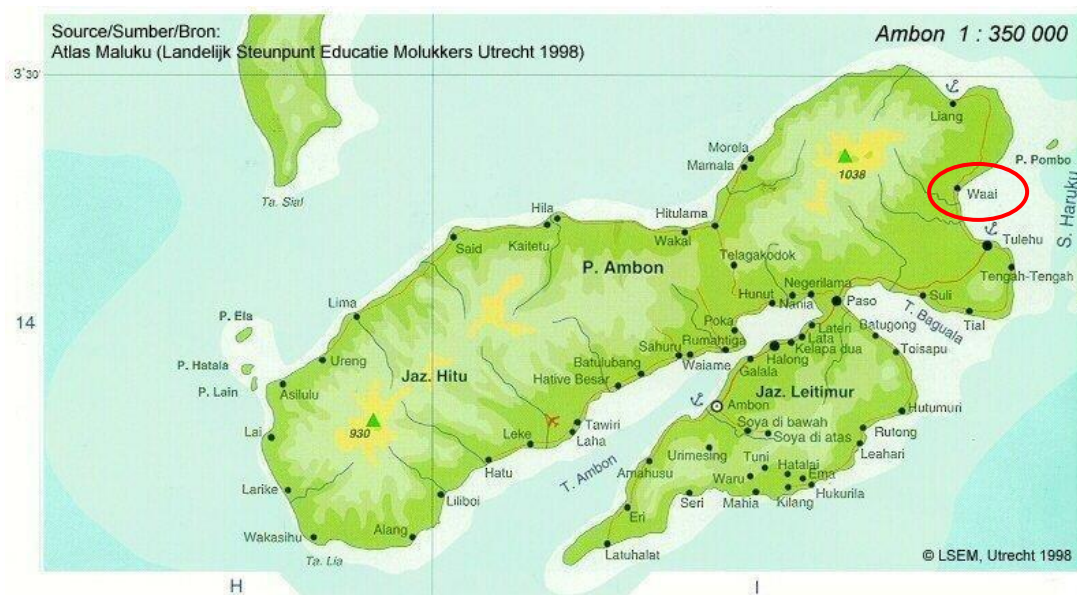 Source/Sumber/Bron:
Atlas Maluku (Landelijk Steunpunt Educatie Molukkers Utrecht 1998)
Ambon 1 : 350 000
3°30'
Liang
Morela
Mamala
1038
P. Pombo
Waai
S. Haruku
Ta. Sial
Hila
Hitulama
Kaitetu
Wakal
Said
Tulehu
Telagakodok
P. Ambon
Tengah-Tengah
Negerilama
Hunut
Nania
Paso
Suli
T. Baguala
Tial
Lima
14
P. Ela
Poka
Lateri
Batugong
Rumahtiga
Lata
Sahuru
Waiame
Halong
Kelapa dua
Toisapu
P. Hatala
Ureng
Batulubang
Galala
Jaz. Hitu
Hative Besar
Jaz. Leitimur
P. Lain
Asilulu
Ambon
Hutumuri
Tawiri
Soya di bawah
930
Laha
Soya di atas
Rutong
Lai
Leke
Urimesing
Leahari
T. Ambon
Tuni
Hatalai
Hatu
Amahusu
Waru
Ema
Larike
Liliboi
Seri
Mahia
Kilang
Hukurila
Eri
Wakasihu
Alang
Latuhalat
Ta. Lia
© LSEM, Utrecht 1998
H
I